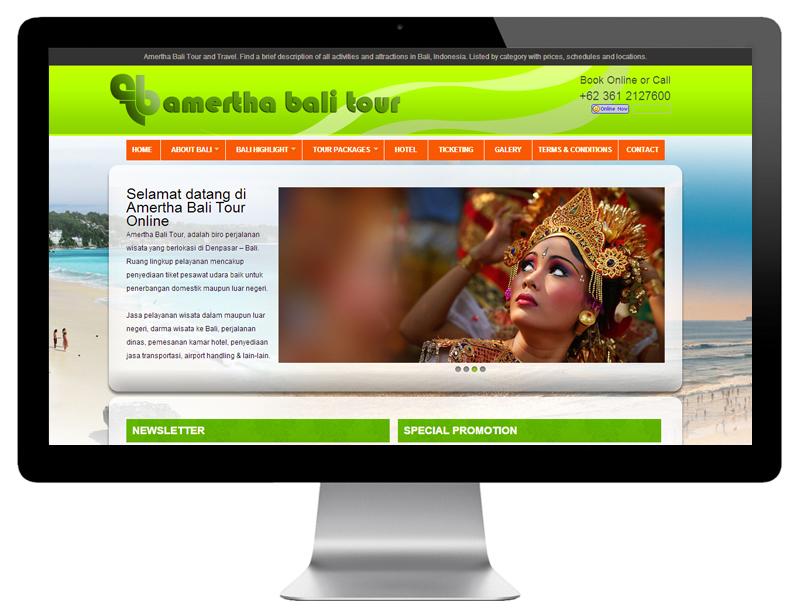 Amertha Bali Tour and Travel. Find a brief description of all activities and attractions in Bali, Indonesia. Listed by category with prices, schedules and locations.
amertha bali tour
Book Online or Call
+62 361 2127600
Online Now
HOME ABOUT BALI BALI HIGHLIGHT TOUR PACKAGES HOTEL TICKETING GALERY TERMS & CONDITIONS CONTACT
Selamat datang di
Amertha Bali Tour
Online
Amertha Bali Tour, adalah biro perjalanan
wisata yang berlokasi di Denpasar – Bali.
Ruang lingkup pelayanan mencakup
penyediaan tiket pesawat udara baik untuk
penerbangan domestik maupun luar negeri.
Jasa pelayanan wisata dalam maupun luar
negeri, darma wisata ke Bali, perjalanan
dinas, pemesanan kamar hotel, penyediaan
jasa transportasi, airport handling & lain-lain.
NEWSLETTER
SPECIAL PROMOTION